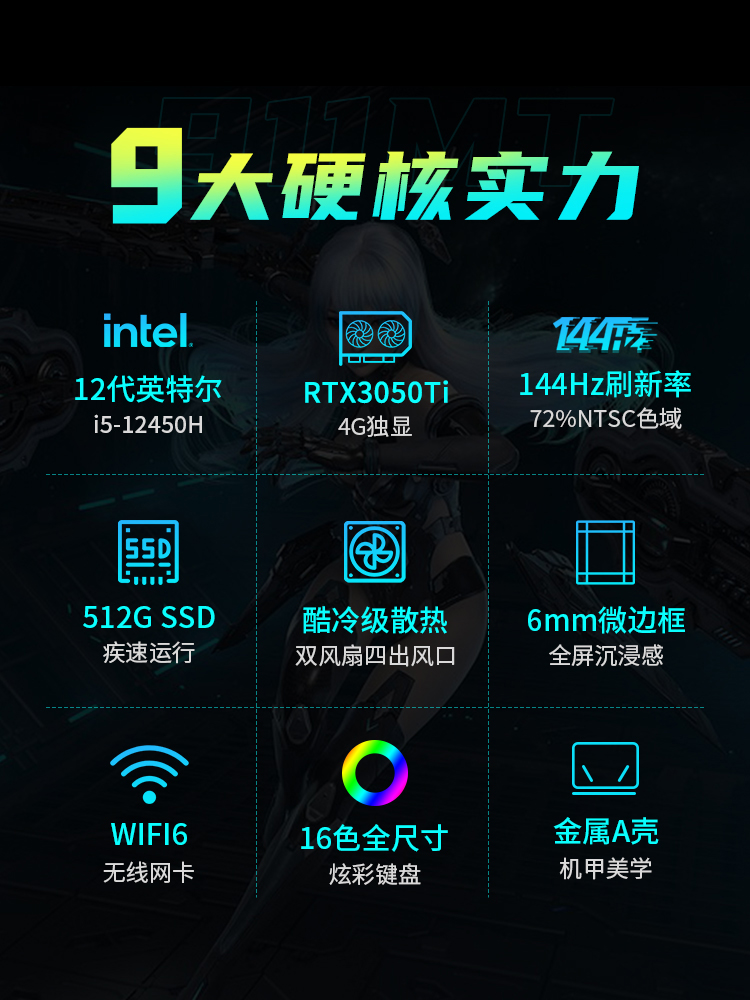 911MT
9大硬核实力
intel.
12代英特尔
i5-12450H
RTX3050Ti
4G独显
144Hz
144Hz刷新率
72%NTSC色域
SSD
512G SSD
疾速运行
酷冷级散热
双风扇四出风口
6mm微边框
全屏沉浸感
WIFI6
无线网卡
16色全尺寸
炫彩键盘
金属A壳
机甲美学